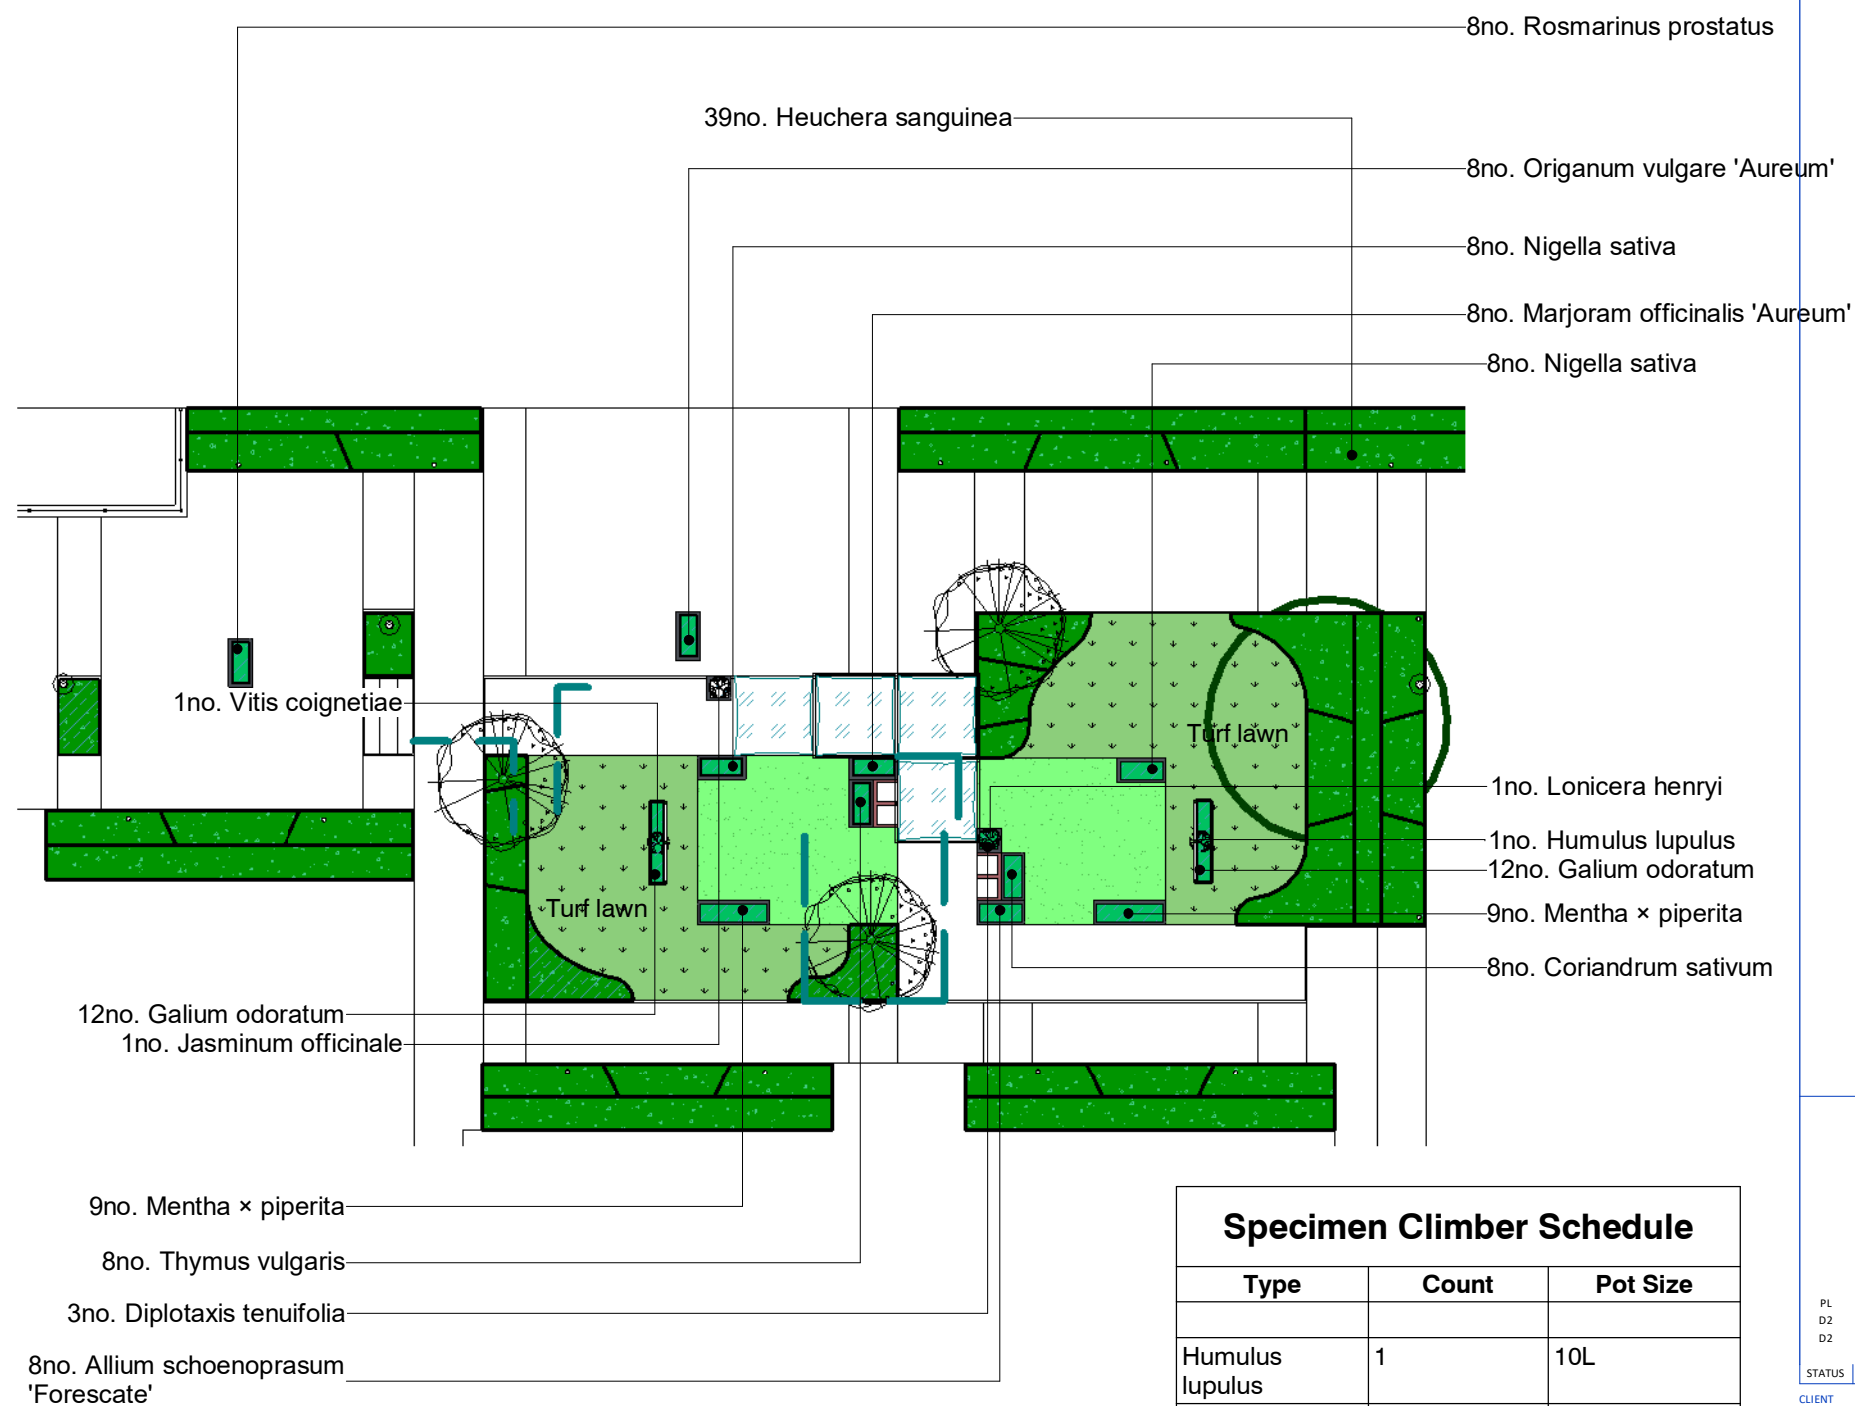 8no. Rosmarinus prostatus
39no. Heuchera sanguinea
8no. Origanum vulgare 'Aureum'
8no. Nigella sativa
8no. Marjoram officinalis 'Aureum'
8no. Nigella sativa
1no. Vitis coignetiae
Turf lawn
1no. Lonicera henryi
1no. Humulus lupulus
12no. Galium odoratum
Turf lawn
9no. Mentha × piperita
8no. Coriandrum sativum
12no. Galium odoratum
1no. Jasminum officinale
9no. Mentha × piperita
8no. Thymus vulgaris
3no. Diplotaxis tenuifolia
8no. Allium schoenoprasum
'Forescate'
Specimen Climber Schedule
Type Count Pot Size
Humulus 1 10L
lupulus
PL
D2
D2
STATUS
CLIENT